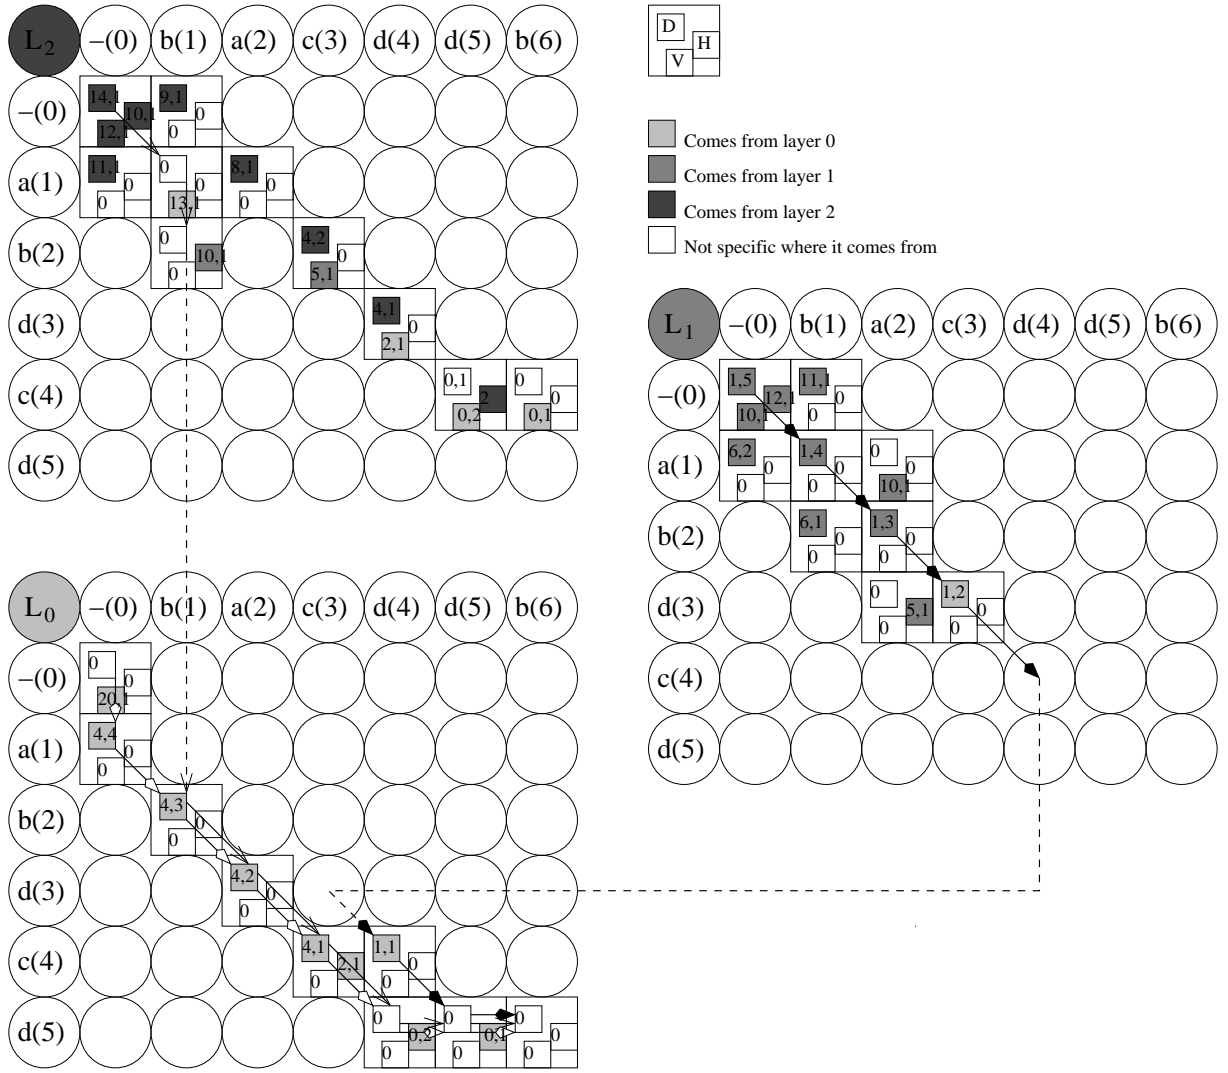 L2 –(0) b(1) a(2) c(3) d(4) d(5) b(6)
–(0) 14,1 10,1 12,1 9,1 0 0
a(1) 11,1 0 0 0 0 13,1 8,1 0 0
b(2) 0 10,1 0 4,2 0 5,1
d(3) 4,1 0 2,1
c(4) 0,1 2 0,2 0 0 0,1
d(5)
D
H
V
Comes from layer 0
Comes from layer 1
Comes from layer 2
Not specific where it comes from
L1 –(0) b(1) a(2) c(3) d(4) d(5) b(6)
–(0) 1,5 12,1 10,1 11,1 0 0
a(1) 6,2 0 0 1,4 0 0 0 0 10,1
b(2) 6,1 0 0 1,3 0 0
d(3) 0 5,1 0 1,2 0 0
c(4)
d(5)
L0 –(0) b(1) a(2) c(3) d(4) d(5) b(6)
–(0) 0 0 20,1
a(1) 4,4 0 0
b(2) 4,3 0 0
d(3) 4,2 0 0
c(4) 4,1 2,1 0 1,1 0 0
d(5) 0 0,2 0 0 0,1 0 0 0 0